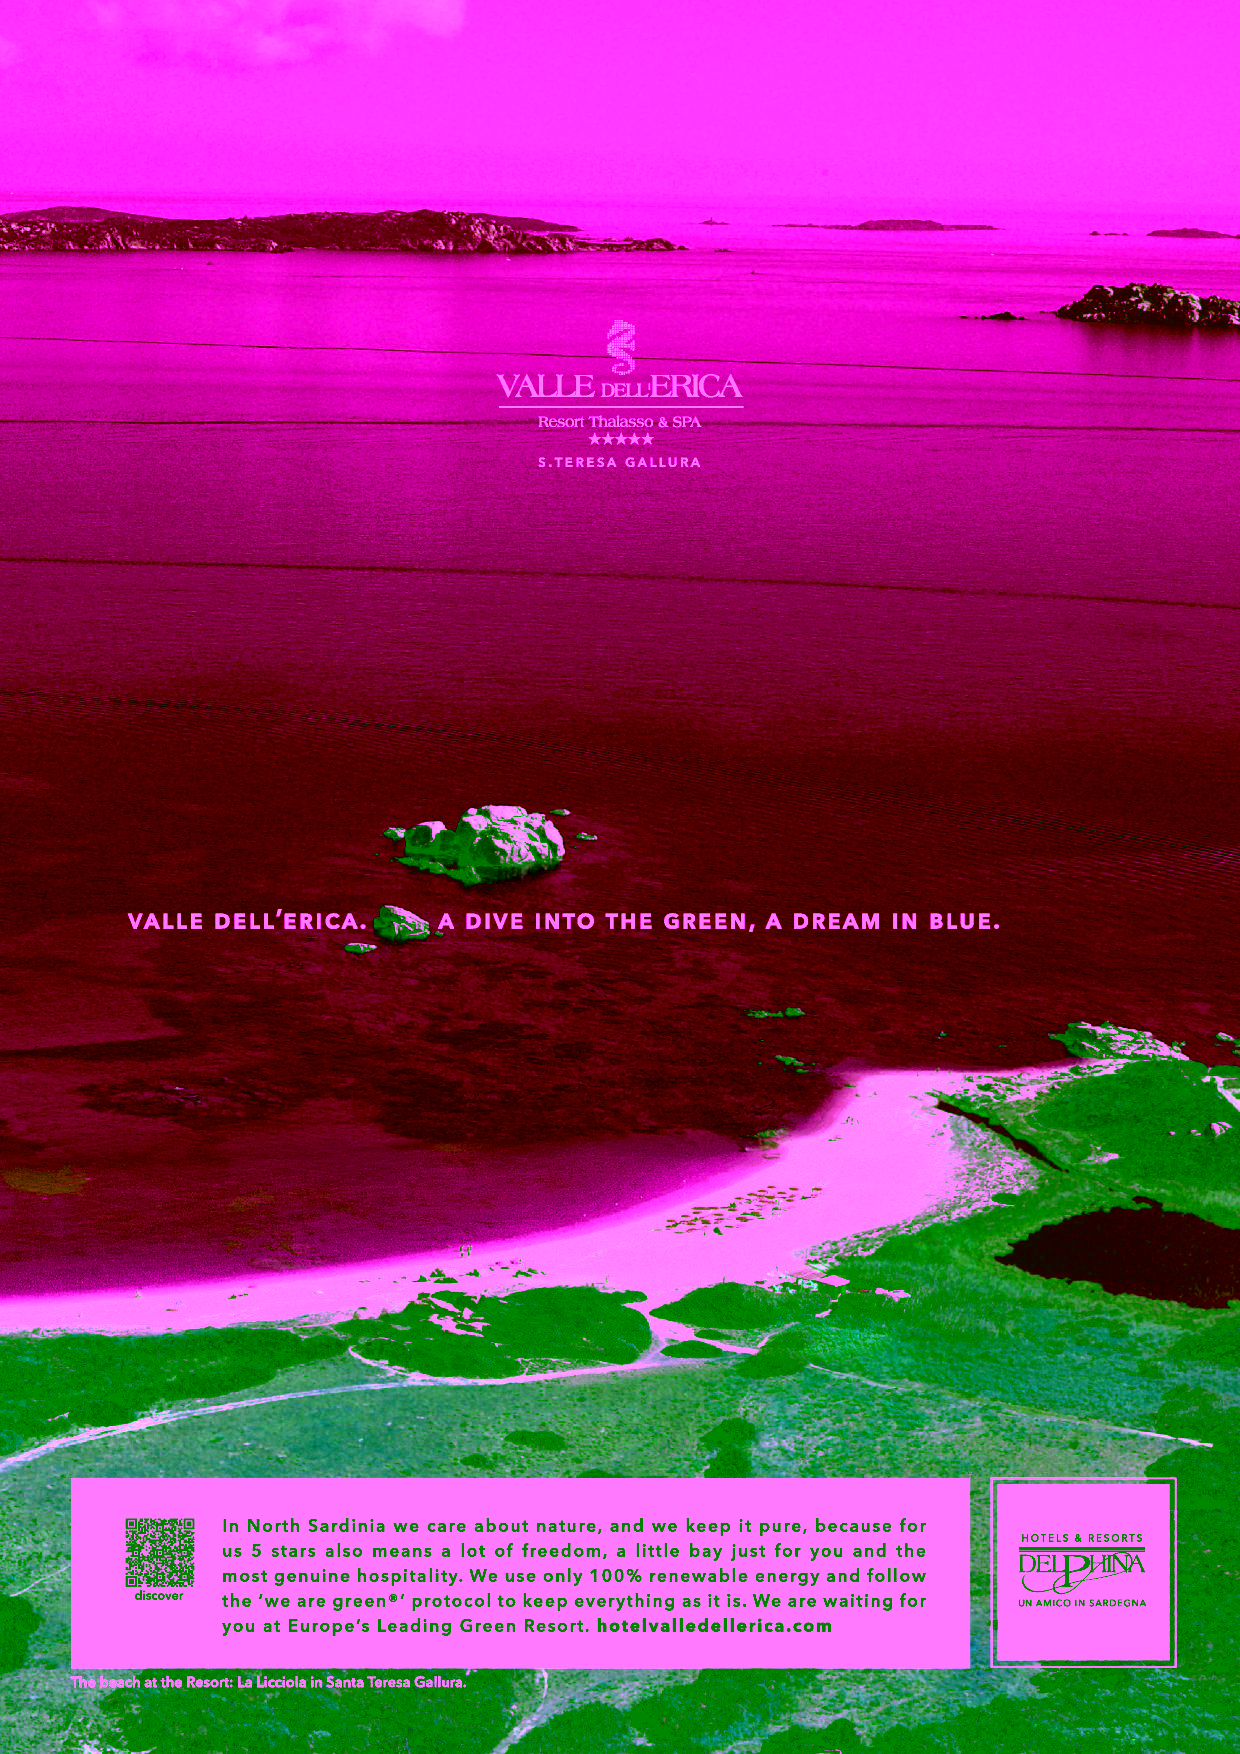 VALLE DELL'ERICA
Resort Thalasso & SPA
★★★★★
S.TERESA GALLURA
VALLE DELL'ERICA. A DIVE INTO THE GREEN, A DREAM IN BLUE.
In North Sardinia we care about nature, and we keep it pure, because for
us 5 stars also means a lot of freedom, a little bay just for you and the
most genuine hospitality. We use only 100% renewable energy and follow
the 'we are green®' protocol to keep everything as it is. We are waiting for
you at Europe's Leading Green Resort. hotelvalledellerica.com
discover
HOTELS & RESORTS
DELPHINA
UN AMICO IN SARDEGNA
The beach at the Resort: La Licciola in Santa Teresa Gallura.